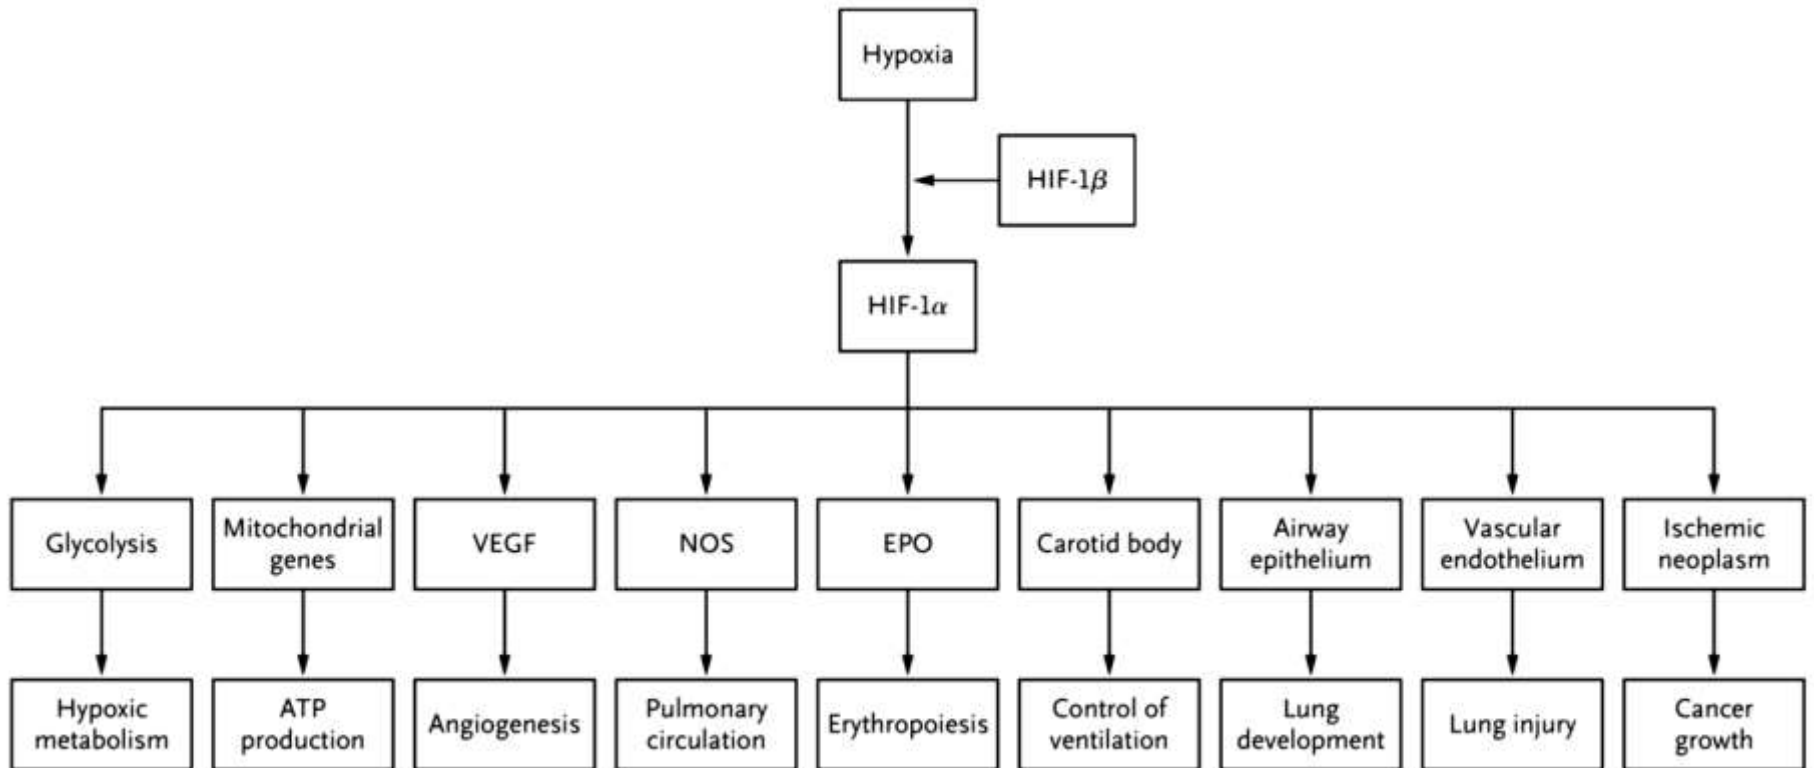 Hypoxia
HIF-1β
HIF-1α
Glycolysis
Mitochondrial
genes
VEGF
NOS
EPO
Carotid body
Airway
epithelium
Vascular
endothelium
Ischemic
neoplasm
Hypoxic
metabolism
ATP
production
Angiogenesis
Pulmonary
circulation
Erythropoiesis
Control of
ventilation
Lung
development
Lung injury
Cancer
growth